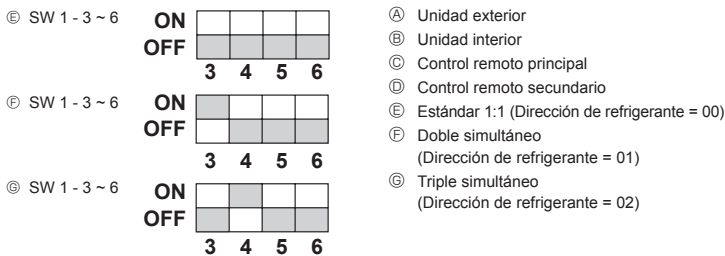 Ⓔ SW 1 - 3 ~ 6
ON
OFF
3 4 5 6
Ⓕ SW 1 - 3 ~ 6
ON
OFF
3 4 5 6
Ⓖ SW 1 - 3 ~ 6
ON
OFF
3 4 5 6
Ⓐ Unidad exterior
Ⓑ Unidad interior
Ⓒ Control remoto principal
Ⓓ Control remoto secundario
Ⓔ Estándar 1:1 (Dirección de refrigerante = 00)
Ⓕ Doble simultáneo
(Dirección de refrigerante = 01)
Ⓖ Triple simultáneo
(Dirección de refrigerante = 02)